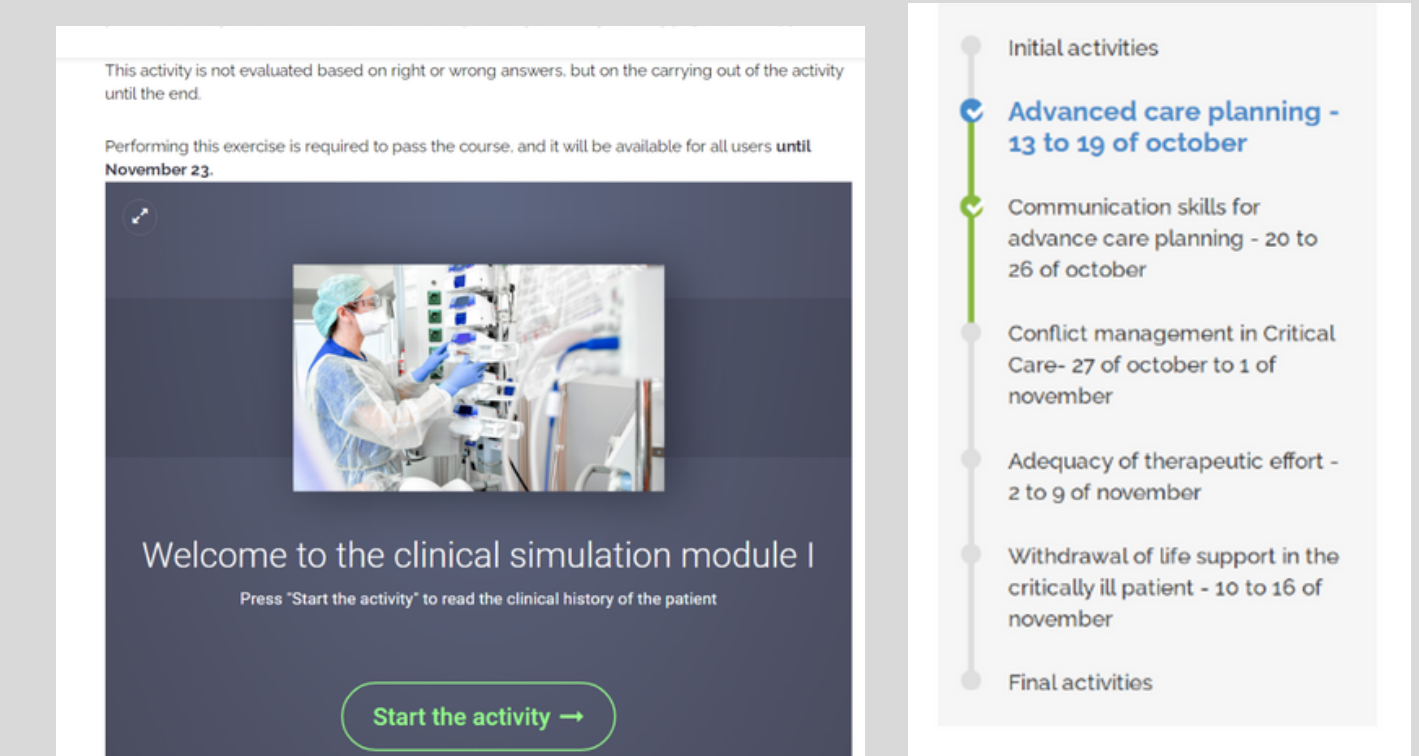 This activity is not evaluated based on right or wrong answers, but on the carrying out of the activity
until the end.
Performing this exercise is required to pass the course, and it will be available for all users until
November 23.
Welcome to the clinical simulation module I
Press "Start the activity" to read the clinical history of the patient
Start the activity →
Initial activities
Advanced care planning -
13 to 19 of october
Communication skills for
advance care planning - 20 to
26 of october
Conflict management in Critical
Care- 27 of october to 1 of
november
Adequacy of therapeutic effort -
2 to 9 of november
Withdrawal of life support in the
critically ill patient - 10 to 16 of
november
Final activities